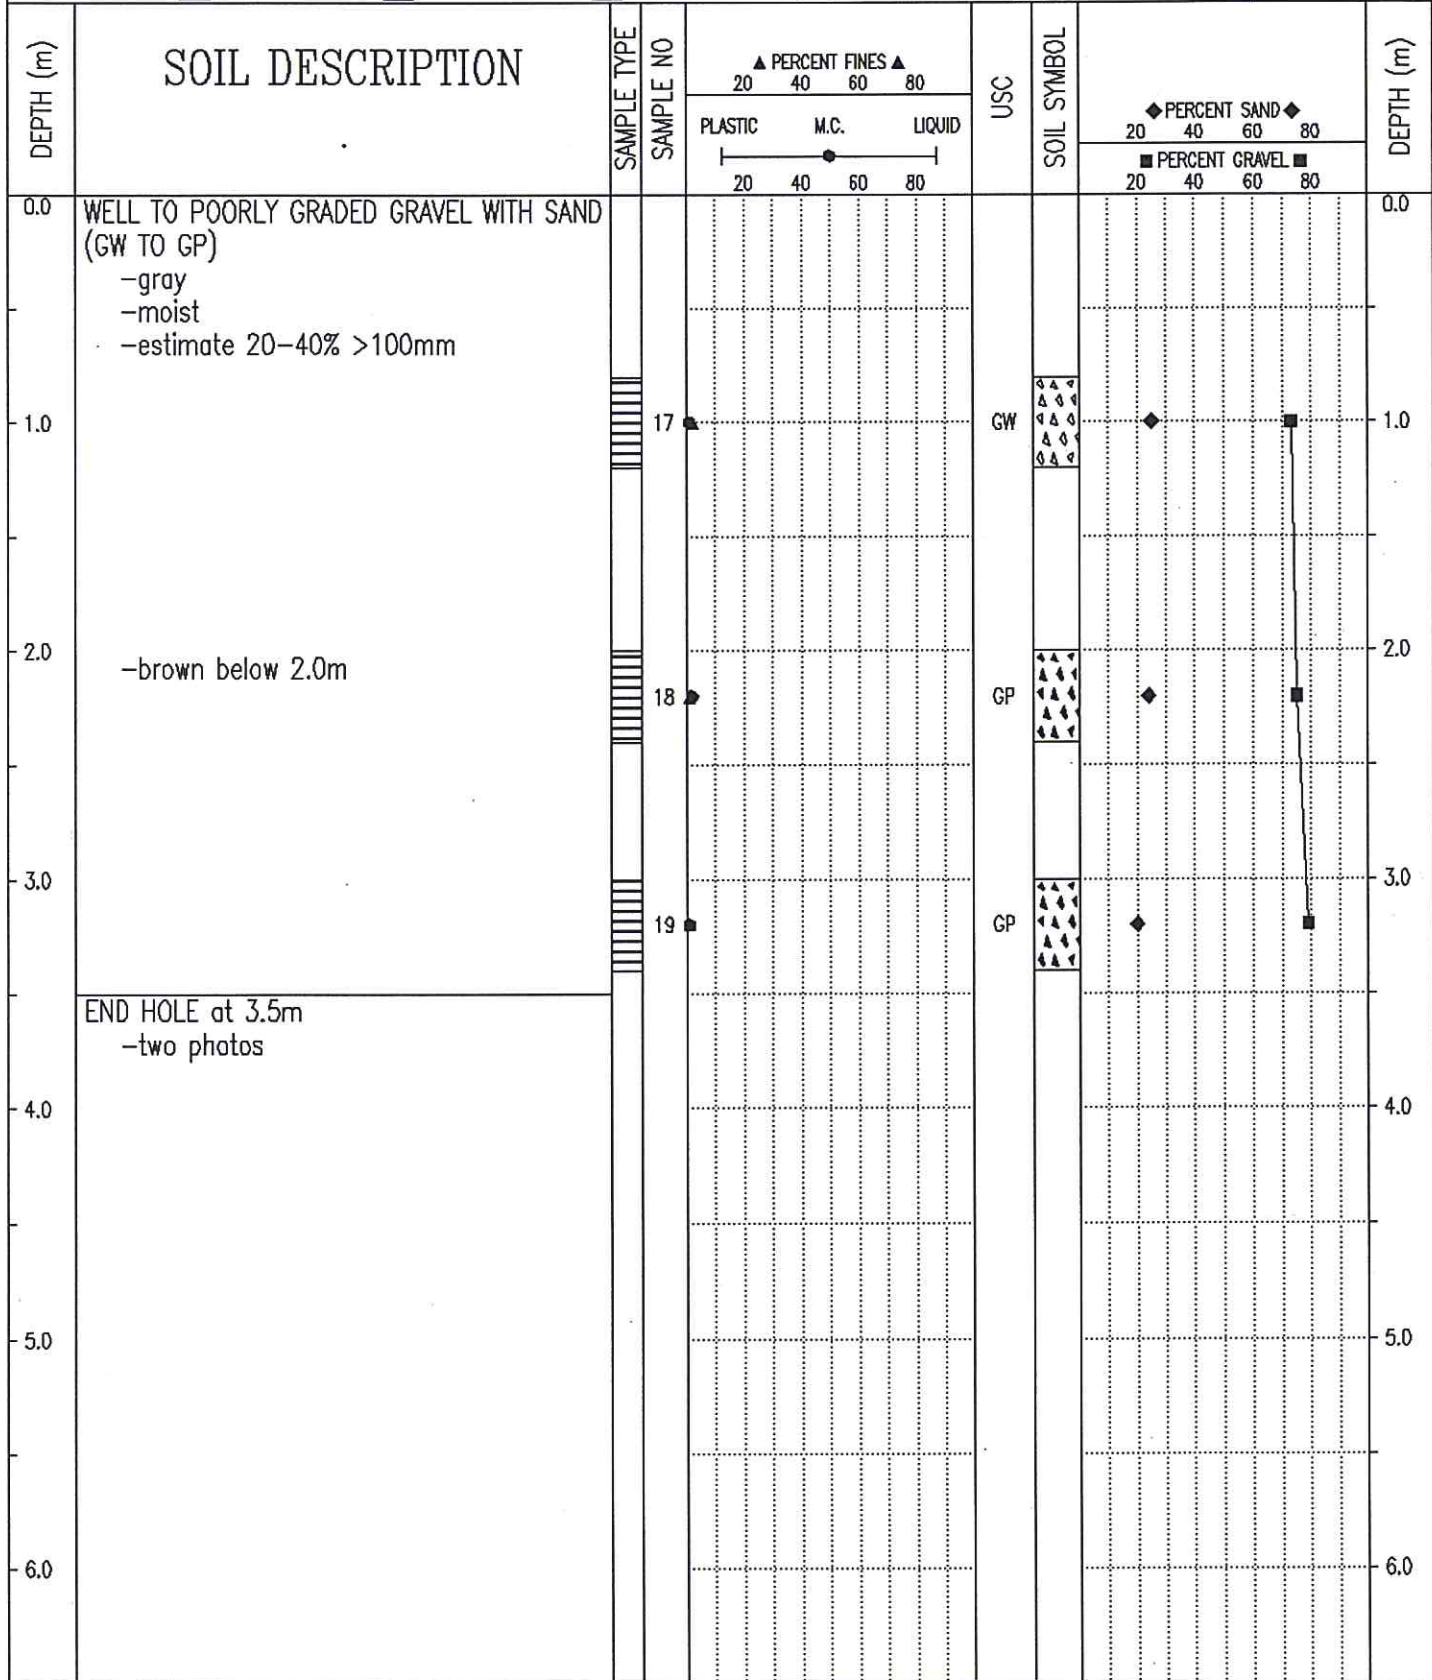 DEPTH (m)
SOIL DESCRIPTION
SAMPLE TYPE
SAMPLE NO
▲ PERCENT FINES ▲
20 40 60 80
PLASTIC M.C. LIQUID
20 40 60 80
USC
SOIL SYMBOL
◆ PERCENT SAND ◆
20 40 60 80
■ PERCENT GRAVEL ■
20 40 60 80
DEPTH (m)
0.0 WELL TO POORLY GRADED GRAVEL WITH SAND 0.0
(GW TO GP)
-gray
-moist
-estimate 20-40% >100mm
1.0 17 GW 1.0
2.0 2.0
-brown below 2.0m
18 GP
3.0 3.0
19 GP
END HOLE at 3.5m
-two photos
4.0 4.0
5.0 5.0
6.0 6.0